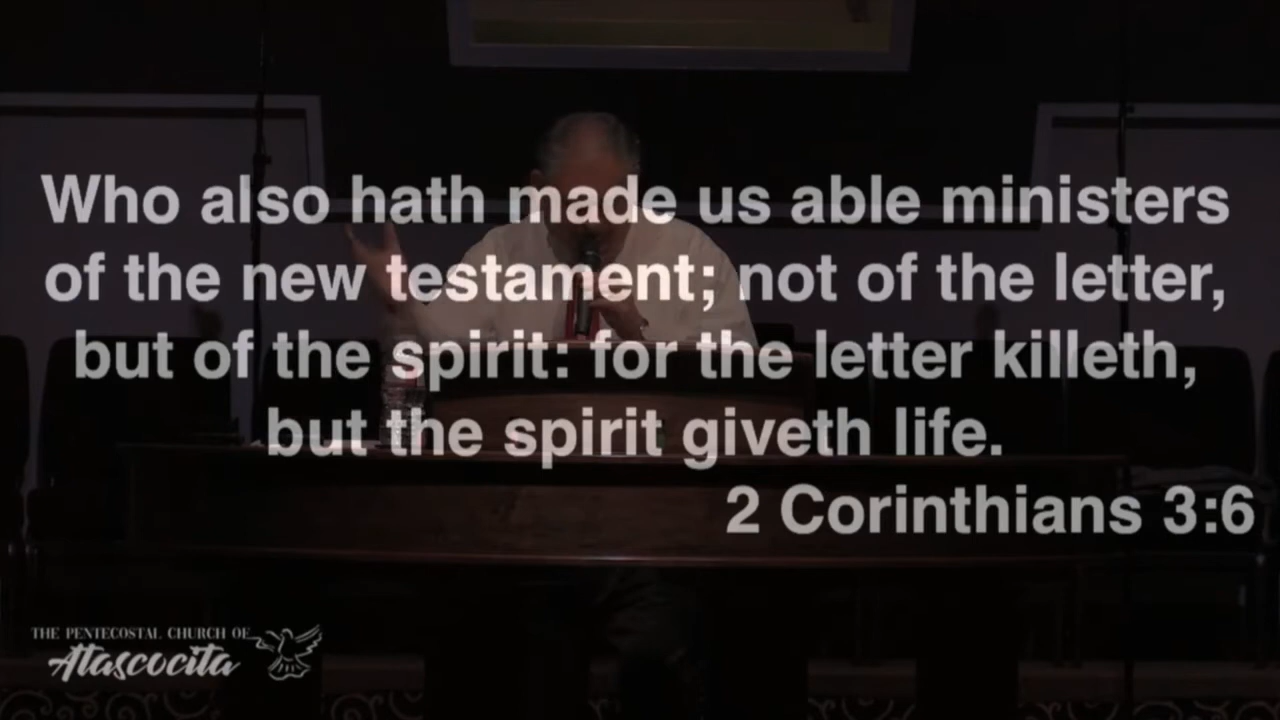 Who also hath made us able ministers
of the new testament; not of the letter,
but of the spirit: for the letter killeth,
but the spirit giveth life.
2 Corinthians 3:6
THE PENTECOSTAL CHURCH OF
Atascocita